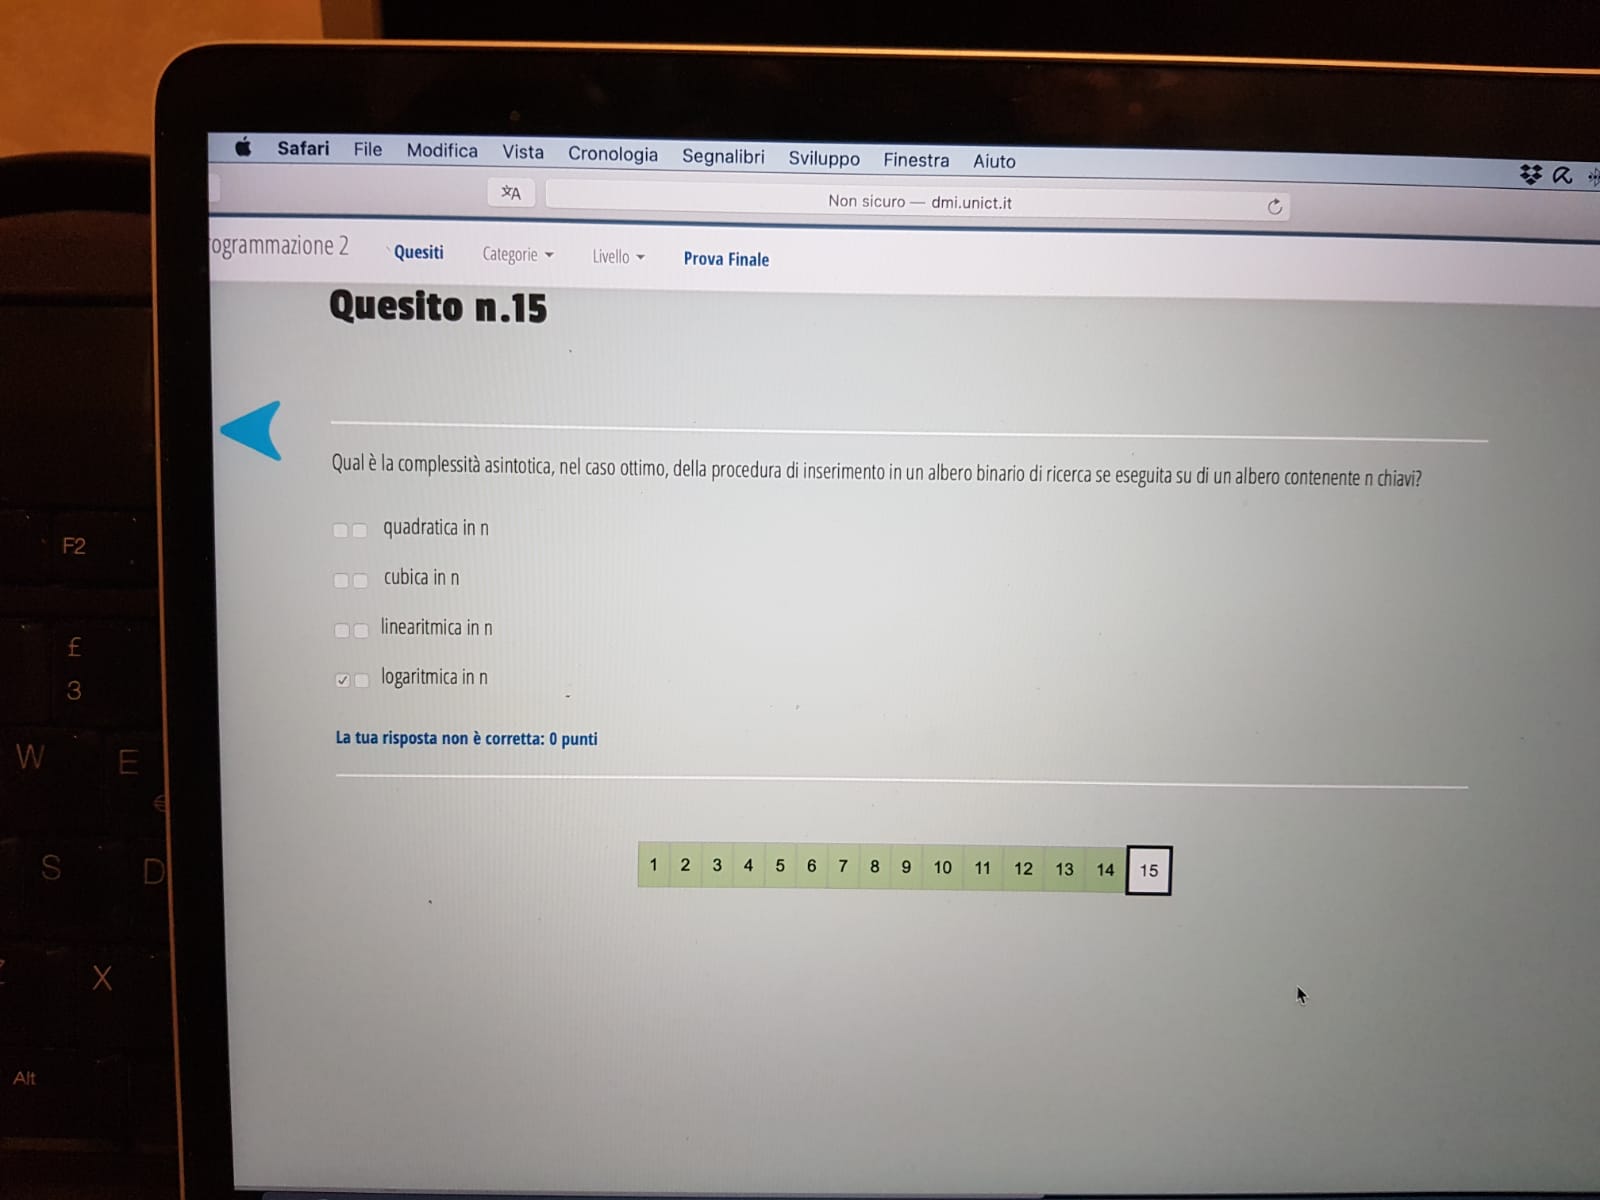 Safari File Modifica Vista Cronologia Segnalibri Sviluppo Finestra Aiuto
Non sicuro — dmi.unict.it
rogrammazione 2 Quesiti Categorie Livello Prova Finale
Quesito n.15
Qual è la complessità asintotica, nel caso ottimo, della procedura di inserimento in un albero binario di ricerca se eseguita su di un albero contenente n chiavi?
quadratica in n
cubica in n
linearitmica in n
logaritmica in n
La tua risposta non è corretta: 0 punti
1 2 3 4 5 6 7 8 9 10 11 12 13 14 15
F2
£
3
W E
€
S D
Z X
Alt